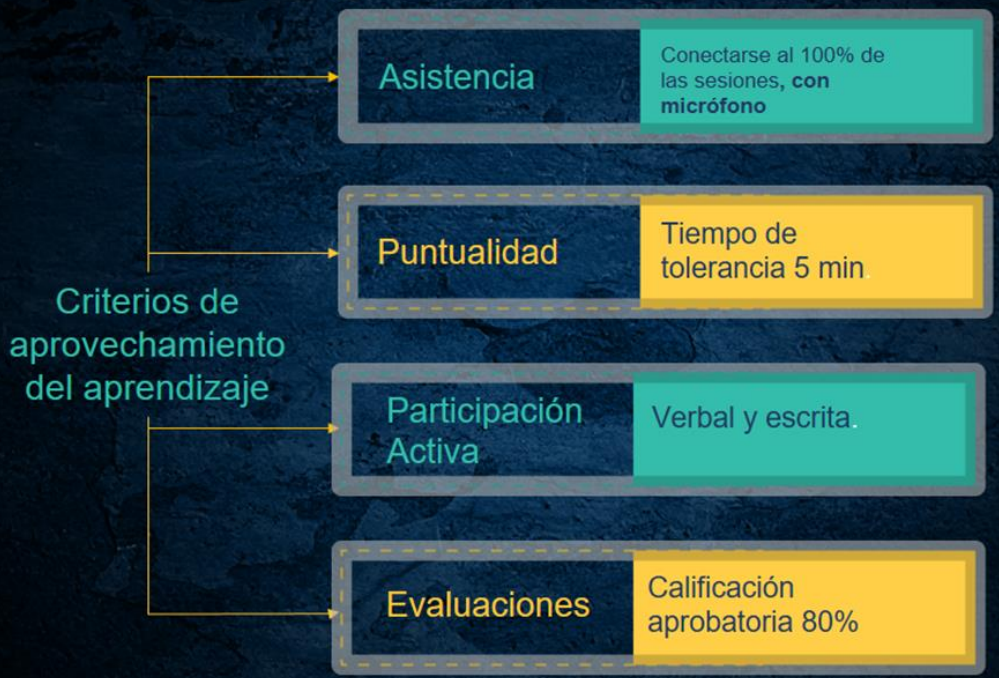 Criterios de
aprovechamiento
del aprendizaje
Asistencia
Conectarse al 100% de
las sesiones, con
micrófono
Puntualidad
Tiempo de
tolerancia 5 min.
Participación
Activa
Verbal y escrita.
Evaluaciones
Calificación
aprobatoria 80%